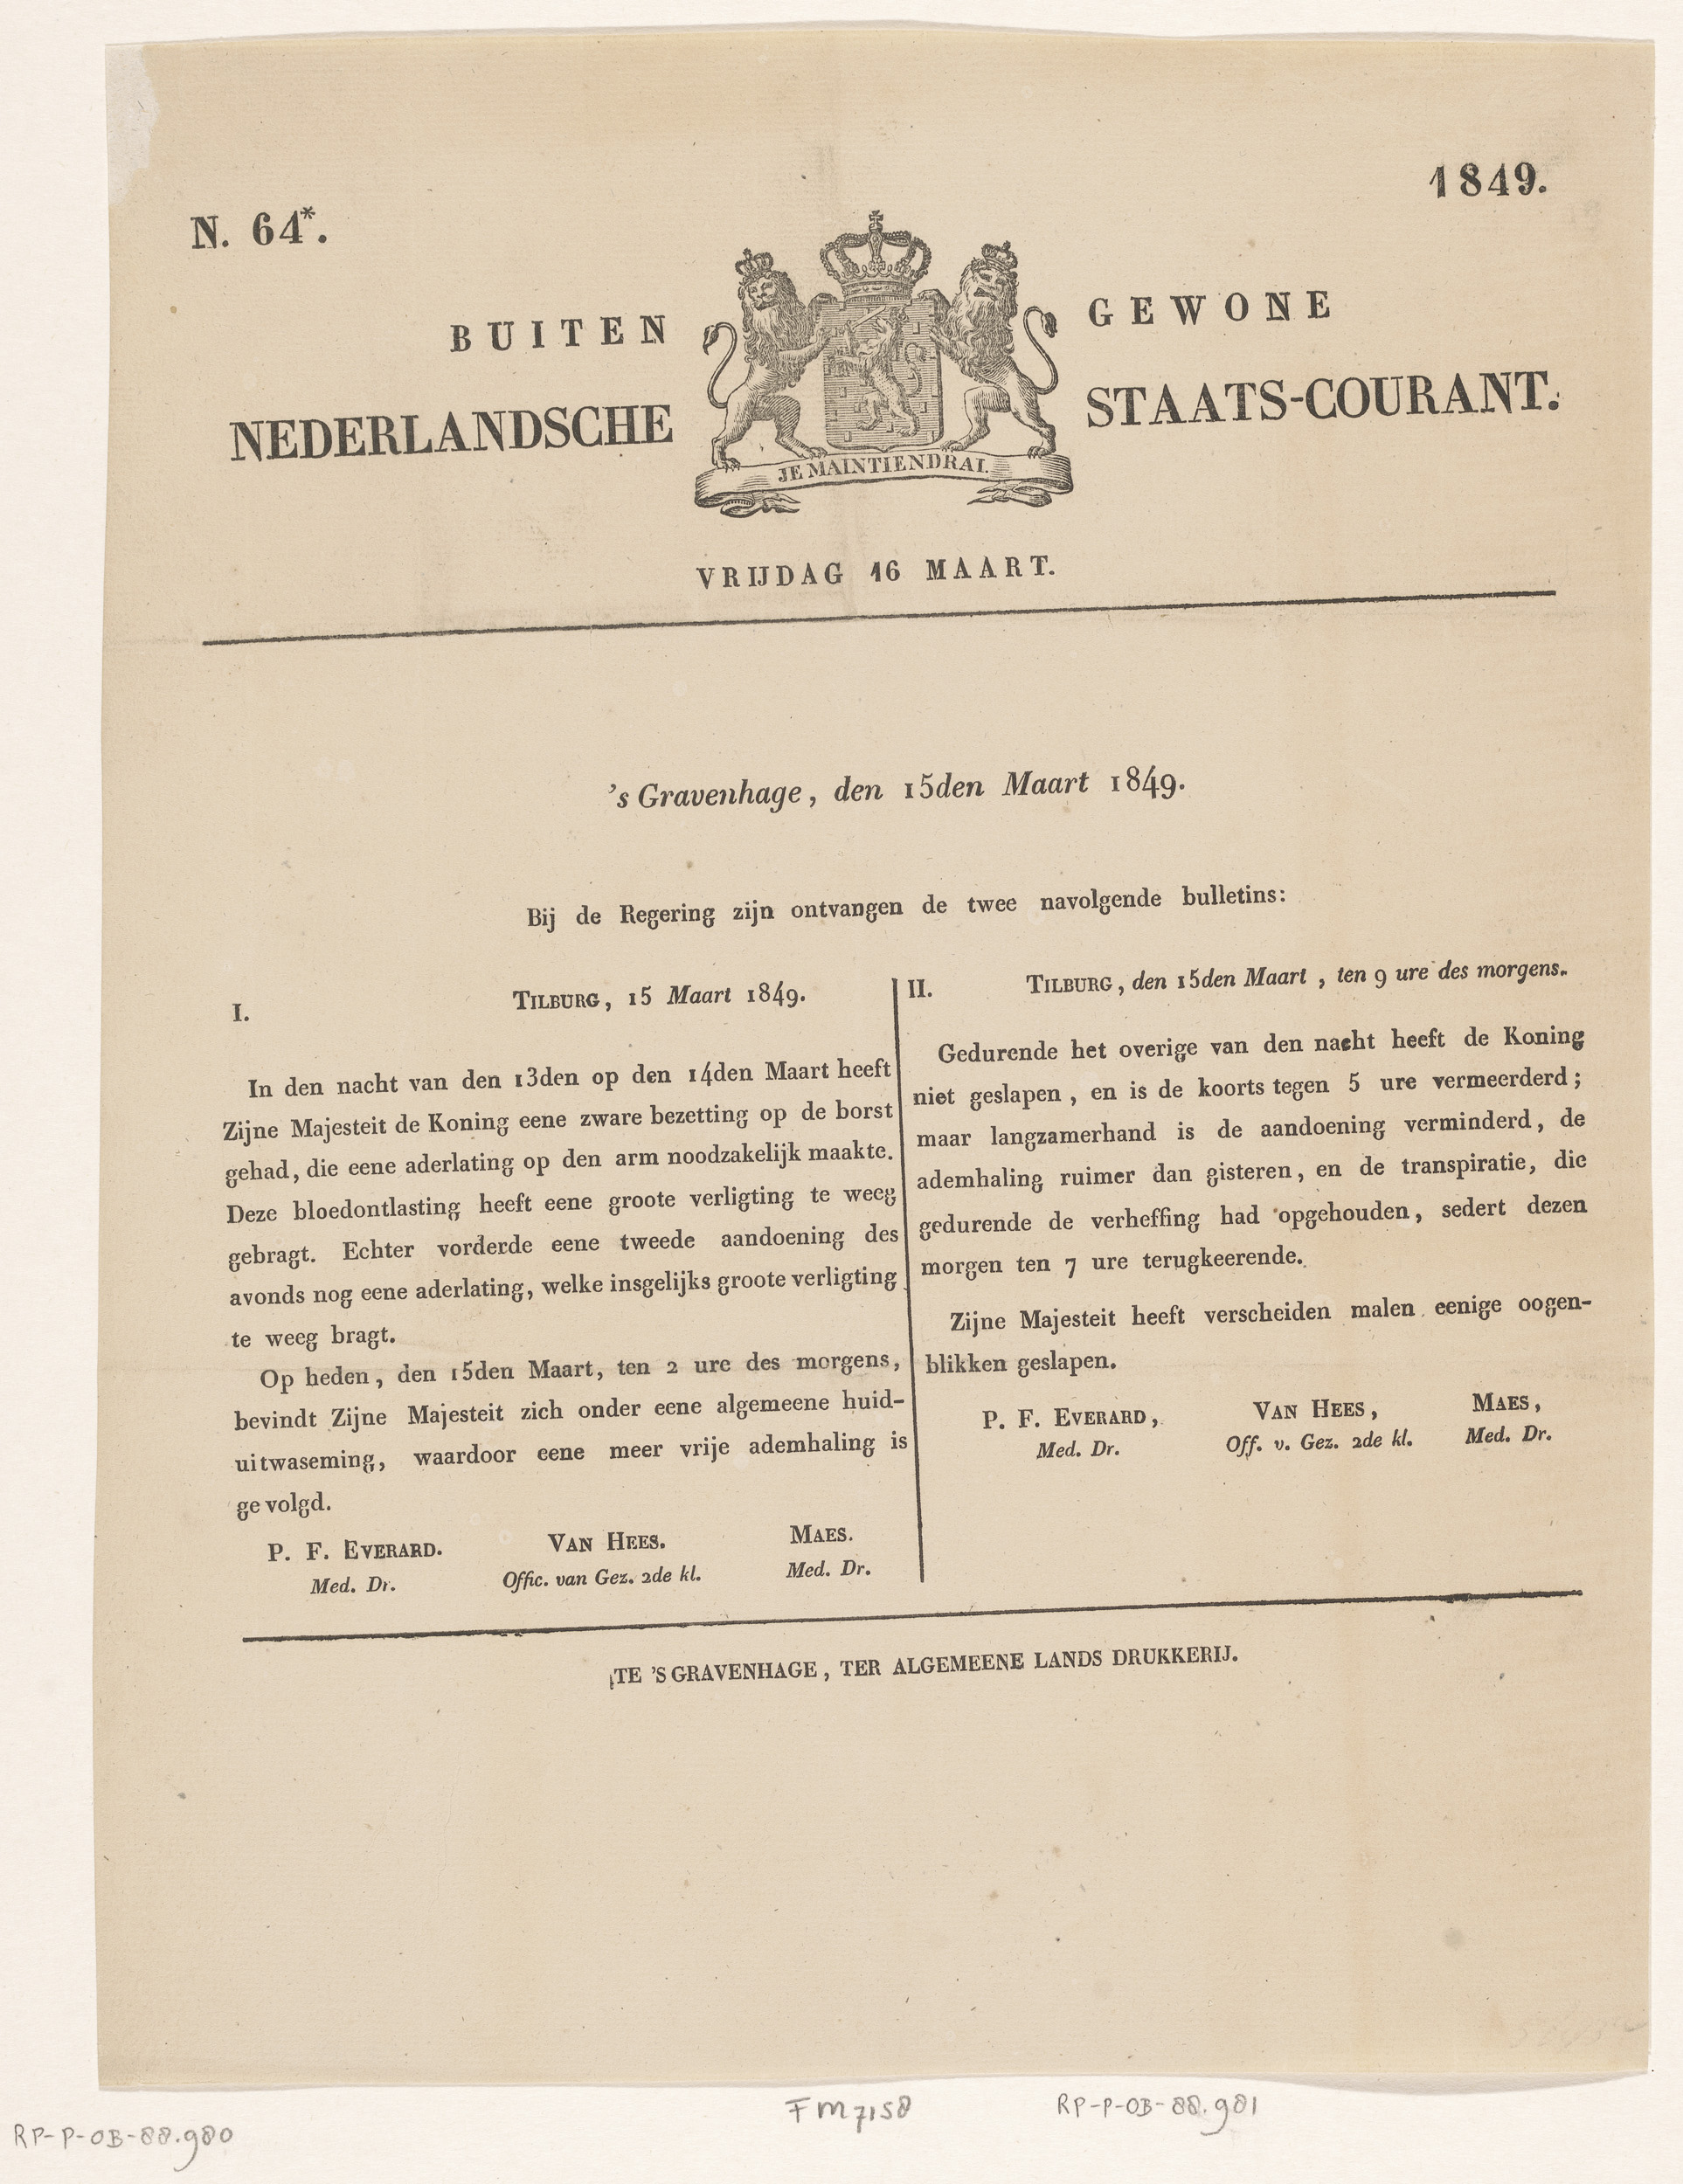 N. 64*.
1849.
BUITEN GEWONE
NEDERLANDSCHE STAATS-COURANT.
JE MAINTIENDRAI.
VRIJDAG 16 MAART.
's Gravenhage, den 15den Maart 1849.
Bij de Regering zijn ontvangen de twee navolgende bulletins:
I.
TILBURG, 15 Maart 1849.
In den nacht van den 13den op den 14den Maart heeft
Zijne Majesteit de Koning eene zware bezetting op de borst
gehad, die eene aderlating op den arm noodzakelijk maakte.
Deze bloedontlasting heeft eene groote verligting te weeg
gebragt. Echter vorderde eene tweede aandoening des
avonds nog eene aderlating, welke insgelijks groote verligting
te weeg bragt.
Op heden, den 15den Maart, ten 2 ure des morgens,
bevindt Zijne Majesteit zich onder eene algemeene huid-
uitwaseming, waardoor eene meer vrije ademhaling is
gevolgd.
P. F. EVERARD. VAN HEES. MAES.
Med. Dr. Offic. van Gez. 2de kl. Med. Dr.
II. TILBURG, den 15den Maart, ten 9 ure des morgens.
Gedurende het overige van den nacht heeft de Koning
niet geslapen, en is de koorts tegen 5 ure vermeerderd;
maar langzamerhand is de aandoening verminderd, de
ademhaling ruimer dan gisteren, en de transpiratie, die
gedurende de verheffing had opgehouden, sedert dezen
morgen ten 7 ure terugkeerende.
Zijne Majesteit heeft verscheiden malen eenige oogen-
blikken geslapen.
P. F. EVERARD, VAN HEES, MAES,
Med. Dr. Off. v. Gez. 2de kl. Med. Dr.
TE 'S GRAVENHAGE, TER ALGEMEENE LANDS DRUKKERIJ.
FM 7158
RP-P-OB-88.981
RP-P-OB-88.980